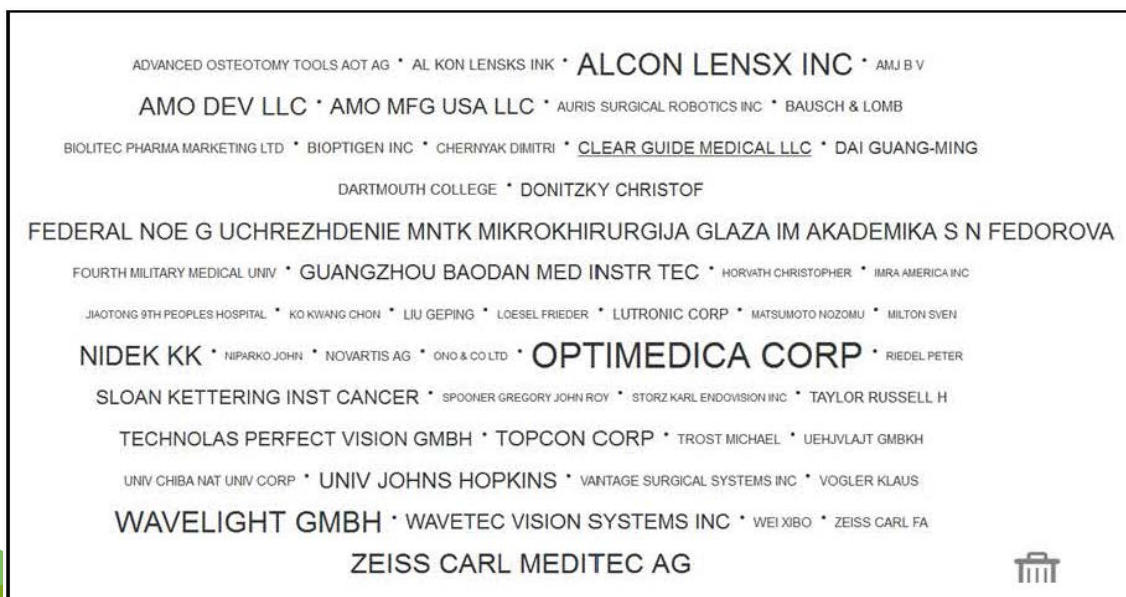 ADVANCED OSTEOTOMY TOOLS AOT AG • AL KON LENSKS INK • ALCON LENSX INC • AMJ B V
AMO DEV LLC • AMO MFG USA LLC • AURIS SURGICAL ROBOTICS INC • BAUSCH & LOMB
BIOLITEC PHARMA MARKETING LTD • BIOPTIGEN INC • CHERNYAK DIMITRI • CLEAR GUIDE MEDICAL LLC • DAI GUANG-MING
DARTMOUTH COLLEGE • DONITZKY CHRISTOF
FEDERAL NOE G UCHREZHDENIE MNTK MIKROKHIRURGIJA GLAZA IM AKADEMIKA S N FEDOROVA
FOURTH MILITARY MEDICAL UNIV • GUANGZHOU BAODAN MED INSTR TEC • HORVATH CHRISTOPHER • IMRA AMERICA INC
JIAOTONG 9TH PEOPLES HOSPITAL • KO KWANG CHON • LIU GEPING • LOESEL FRIEDER • LUTRONIC CORP • MATSUMOTO NOZOMU • MILTON SVEN
NIDEK KK • NIPARKO JOHN • NOVARTIS AG • ONO & CO LTD • OPTIMEDICA CORP • RIEDEL PETER
SLOAN KETTERING INST CANCER • SPOONER GREGORY JOHN ROY • STORZ KARL ENDOVISION INC • TAYLOR RUSSELL H
TECHNOLAS PERFECT VISION GMBH • TOPCON CORP • TROST MICHAEL • UEHJVLAJT GMBKH
UNIV CHIBA NAT UNIV CORP • UNIV JOHNS HOPKINS • VANTAGE SURGICAL SYSTEMS INC • VOGLER KLAUS
WAVELIGHT GMBH • WAVETEC VISION SYSTEMS INC • WEI XIBO • ZEISS CARL FA
ZEISS CARL MEDITEC AG